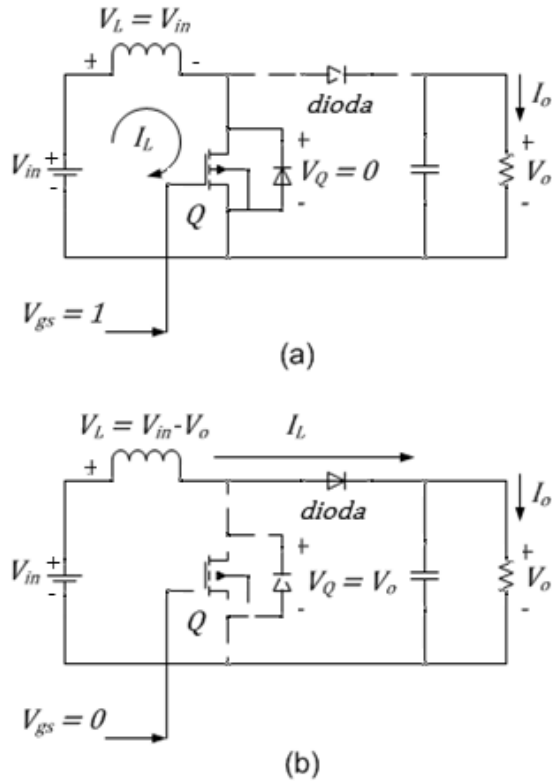 V_L = V_in
+ -
dioda
I_o
I_L
V_in
+
-
+
V_Q = 0
-
+
V_o
-
Q
V_gs = 1
(a)
V_L = V_in-V_o
I_L
+ -
dioda
I_o
V_in
+
-
+
V_Q = V_o
-
+
V_o
-
Q
V_gs = 0
(b)